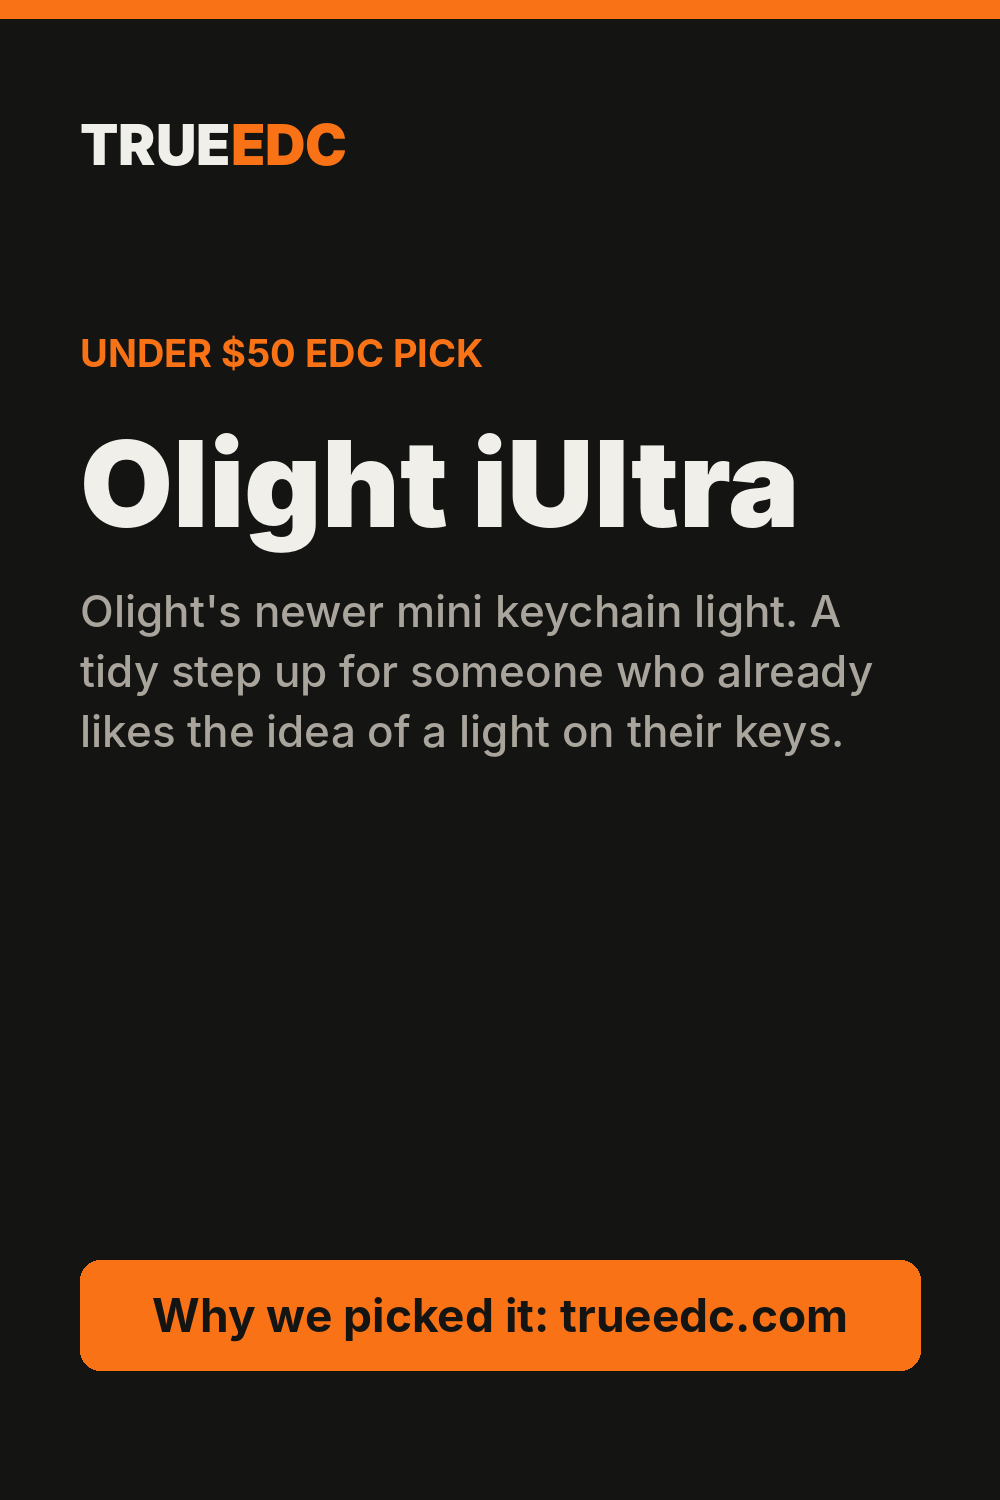 TRUEEDC
UNDER $50 EDC PICK
Olight iUltra
Olight's newer mini keychain light. A
tidy step up for someone who already
likes the idea of a light on their keys.
Why we picked it: trueedc.com